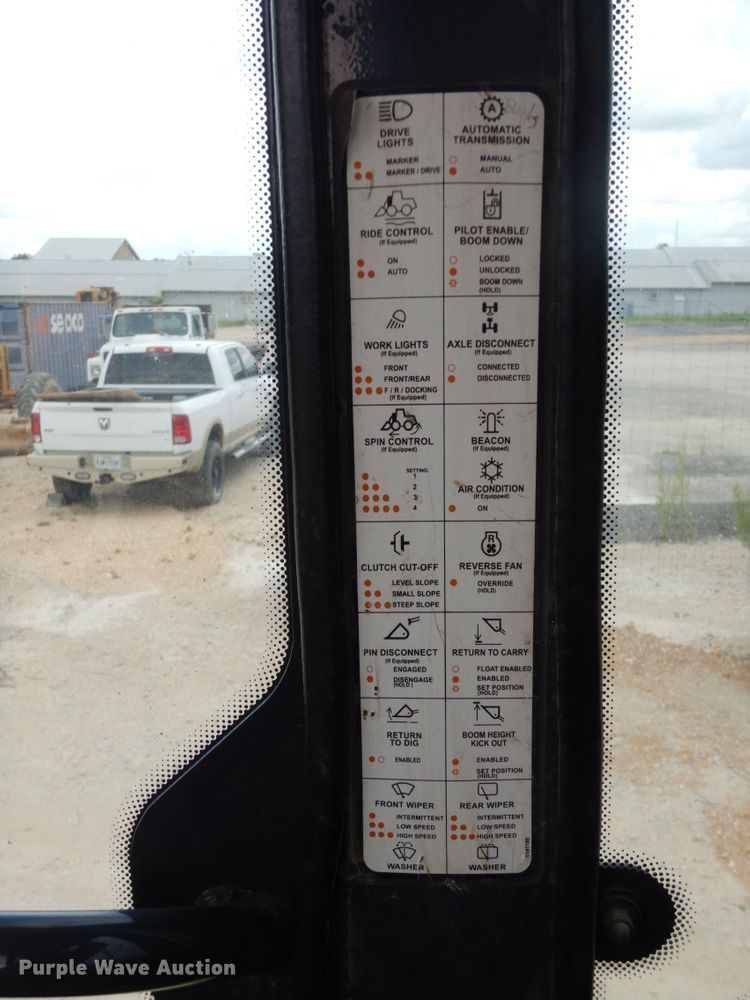 DRIVE
LIGHTS
MARKER
MARKER / DRIVE
A
AUTOMATIC
TRANSMISSION
MANUAL
AUTO
RIDE CONTROL
(If Equipped)
ON
AUTO
PILOT ENABLE/
BOOM DOWN
LOCKED
UNLOCKED
BOOM DOWN
(HOLD)
WORK LIGHTS
(If Equipped)
FRONT
FRONT/REAR
F / R / DOCKING
(If Equipped)
AXLE DISCONNECT
(If Equipped)
CONNECTED
DISCONNECTED
SPIN CONTROL
(If Equipped)
SETTING
1
2
3
4
BEACON
(If Equipped)
AIR CONDITION
(If Equipped)
ON
CLUTCH CUT-OFF
LEVEL SLOPE
SMALL SLOPE
STEEP SLOPE
R
REVERSE FAN
(If Equipped)
OVERRIDE
(HOLD)
PIN DISCONNECT
(If Equipped)
ENGAGED
DISENGAGE
(HOLD)
RETURN TO CARRY
FLOAT ENABLED
ENABLED
SET POSITION
(HOLD)
RETURN
TO DIG
ENABLED
BOOM HEIGHT
KICK OUT
ENABLED
SET POSITION
(HOLD)
FRONT WIPER
INTERMITTENT
LOW SPEED
HIGH SPEED
WASHER
REAR WIPER
INTERMITTENT
LOW SPEED
HIGH SPEED
WASHER
seaco
Purple Wave Auction